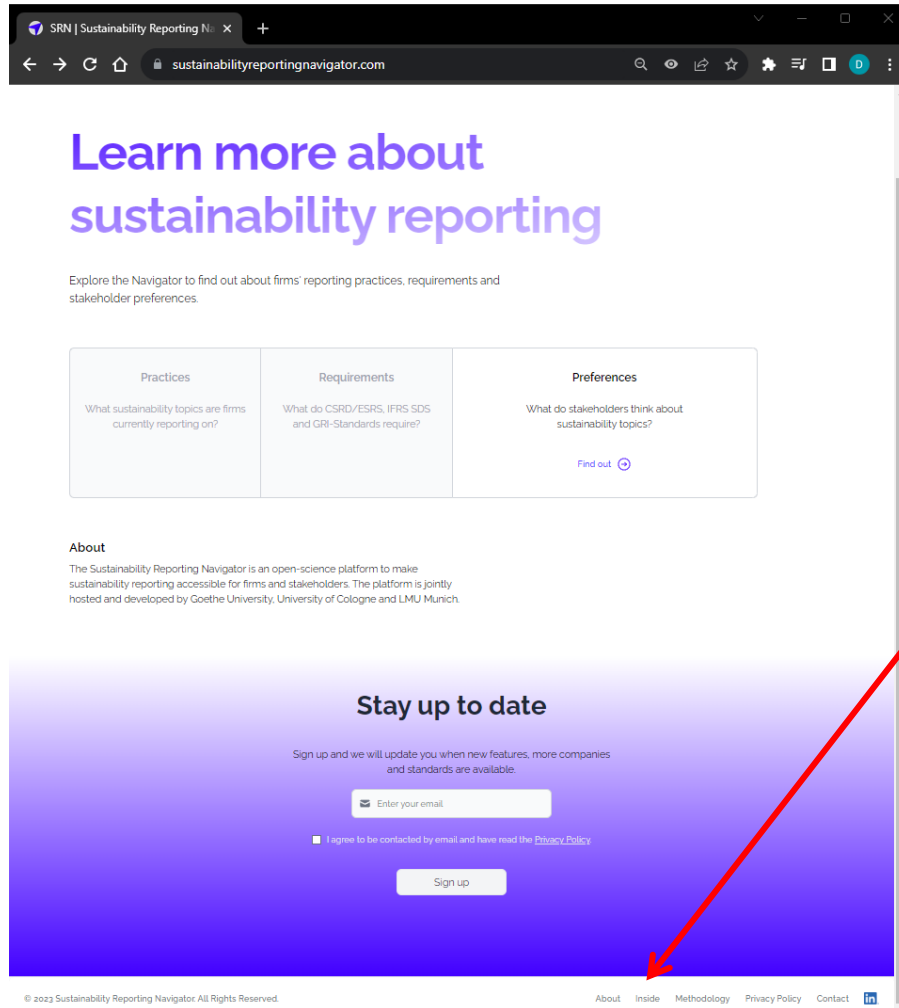 SRN | Sustainability Reporting Na
sustainabilityreportingnavigator.com
D
Learn more about
sustainability reporting
Explore the Navigator to find out about firms' reporting practices, requirements and
stakeholder preferences.
Practices
What sustainability topics are firms
currently reporting on?
Requirements
What do CSRD/ESRS, IFRS SDS
and GRI-Standards require?
Preferences
What do stakeholders think about
sustainability topics?
Find out
About
The Sustainability Reporting Navigator is an open-science platform to make
sustainability reporting accessible for firms and stakeholders. The platform is jointly
hosted and developed by Goethe University, University of Cologne and LMU Munich.
Stay up to date
Sign up and we will update you when new features, more companies
and standards are available.
Enter your email
I agree to be contacted by email and have read the Privacy Policy.
Sign up
© 2023 Sustainability Reporting Navigator. All Rights Reserved.
About Inside Methodology Privacy Policy Contact in